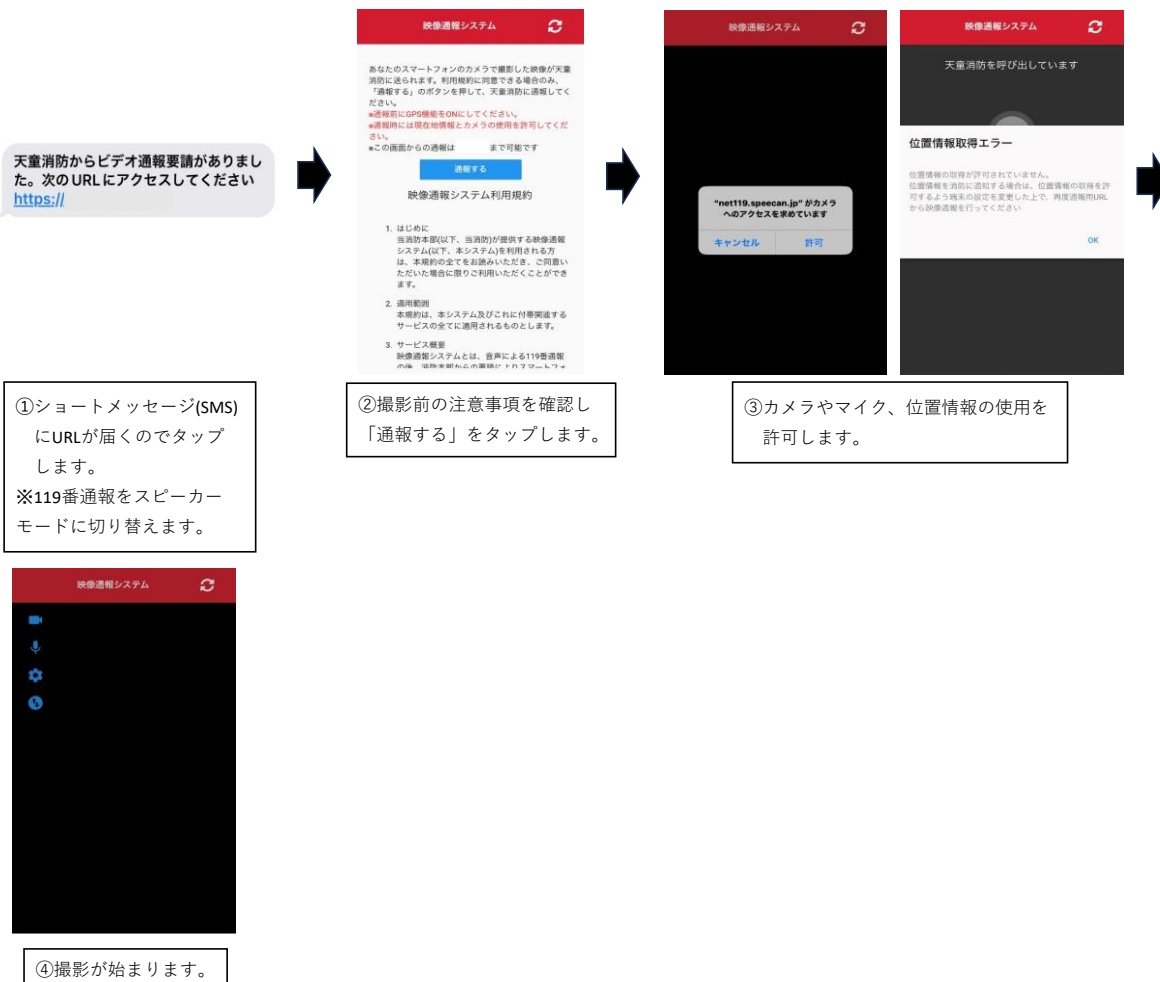 天童消防からビデオ通報要請がありまし
た。次のURLにアクセスしてください
https://
①ショートメッセージ(SMS)
にURLが届くのでタップ
します。
※119番通報をスピーカー
モードに切り替えます。
映像通報システム
あなたのスマートフォンのカメラで撮影した映像が天童
消防に送られます。利用規約に同意できる場合のみ、
「通報する」のボタンを押して、天童消防に通報してく
ださい。
※通報前にGPS機能をONにしてください。
※通報時には現在地情報とカメラの使用を許可してくだ
さい。
※この画面からの通報は まで可能です
通報する
映像通報システム利用規約
1. はじめに
当消防本部(以下、当消防)が提供する映像通報
システム(以下、本システム)を利用される方
は、本規約の全てをお読みいただき、ご同意い
ただいた場合に限りご利用いただくことができ
ます。
2. 適用範囲
本規約は、本システム及びこれに付帯関連する
サービスの全てに適用されるものとします。
3. サービス概要
映像通報システムとは、音声による119番通報
の後、消防本部からの要請によりスマートフォ
②撮影前の注意事項を確認し
「通報する」をタップします。
映像通報システム
"net119.speecan.jp" がカメラ
へのアクセスを求めています
キャンセル 許可
映像通報システム
天童消防を呼び出しています
位置情報取得エラー
位置情報の取得が許可されていません。
位置情報を消防に通知する場合は、位置情報の取得を許
可するよう端末の設定を変更した上で、再度通報用URL
から映像通報を行ってください
OK
③カメラやマイク、位置情報の使用を
許可します。
映像通報システム
④撮影が始まります。